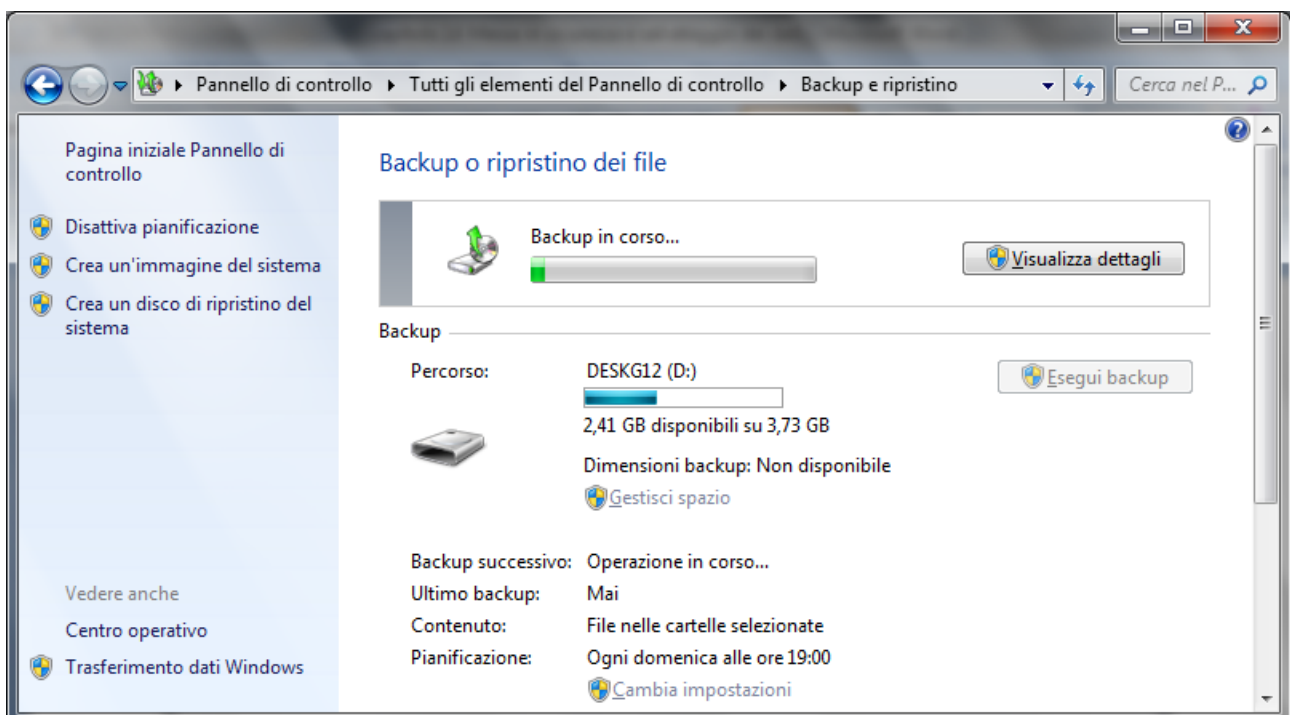 Pannello di controllo ▸ Tutti gli elementi del Pannello di controllo ▸ Backup e ripristino
Cerca nel P...
Pagina iniziale Pannello di
controllo
Disattiva pianificazione
Crea un'immagine del sistema
Crea un disco di ripristino del
sistema
Vedere anche
Centro operativo
Trasferimento dati Windows
Backup o ripristino dei file
Backup in corso...
Visualizza dettagli
Backup
Percorso:
DESKG12 (D:)
Esegui backup
2,41 GB disponibili su 3,73 GB
Dimensioni backup: Non disponibile
Gestisci spazio
Backup successivo: Operazione in corso...
Ultimo backup: Mai
Contenuto: File nelle cartelle selezionate
Pianificazione: Ogni domenica alle ore 19:00
Cambia impostazioni